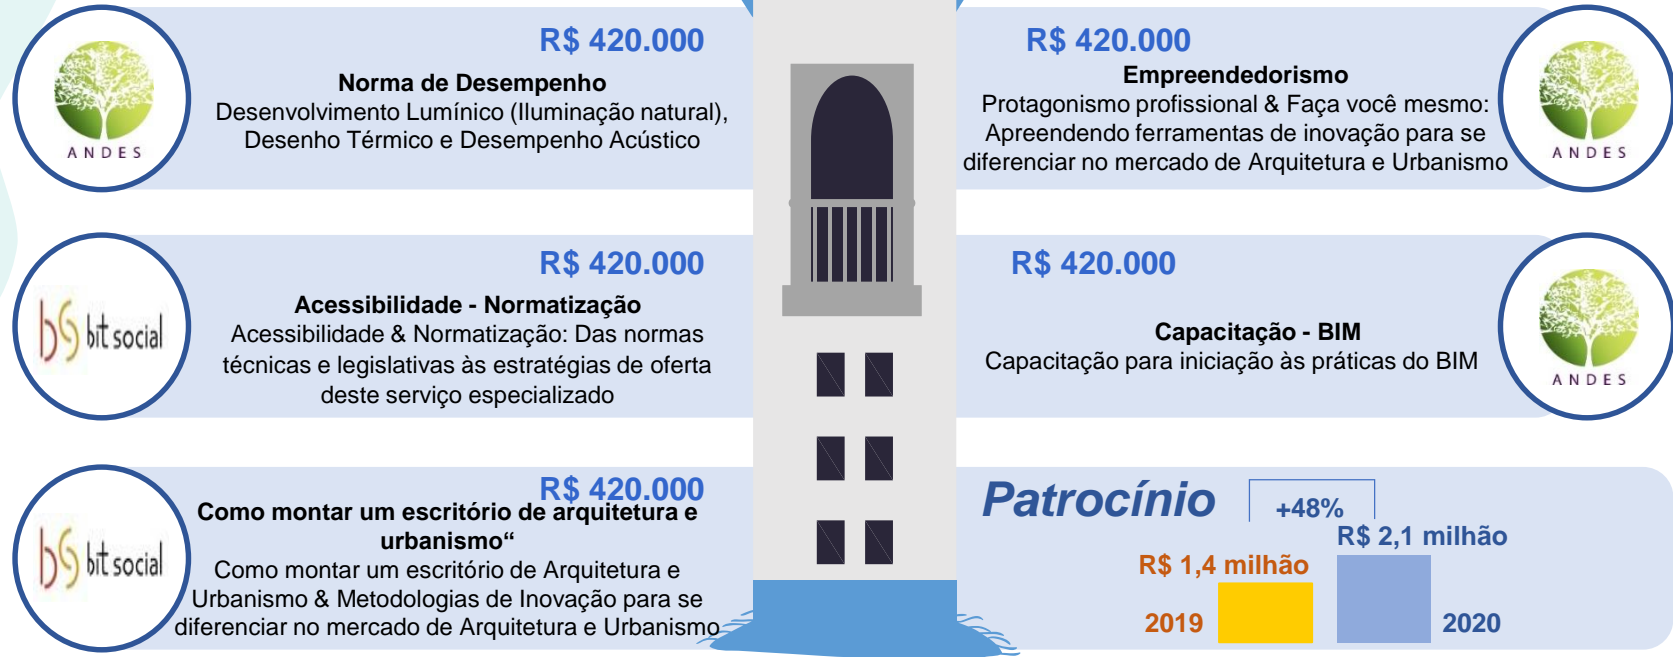 R$ 420.000
Norma de Desempenho
Desenvolvimento Lumínico (Iluminação natural),
Desenho Térmico e Desempenho Acústico
ANDES
R$ 420.000
Empreendedorismo
Protagonismo profissional & Faça você mesmo:
Apreendendo ferramentas de inovação para se
diferenciar no mercado de Arquitetura e Urbanismo
ANDES
R$ 420.000
Acessibilidade - Normatização
Acessibilidade & Normatização: Das normas
técnicas e legislativas às estratégias de oferta
deste serviço especializado
bs bit social
R$ 420.000
Capacitação - BIM
Capacitação para iniciação às práticas do BIM
ANDES
R$ 420.000
Como montar um escritório de arquitetura e
urbanismo“
Como montar um escritório de Arquitetura e
Urbanismo & Metodologias de Inovação para se
diferenciar no mercado de Arquitetura e Urbanismo
bs bit social
Patrocínio
+48%
R$ 2,1 milhão
R$ 1,4 milhão
2019
2020